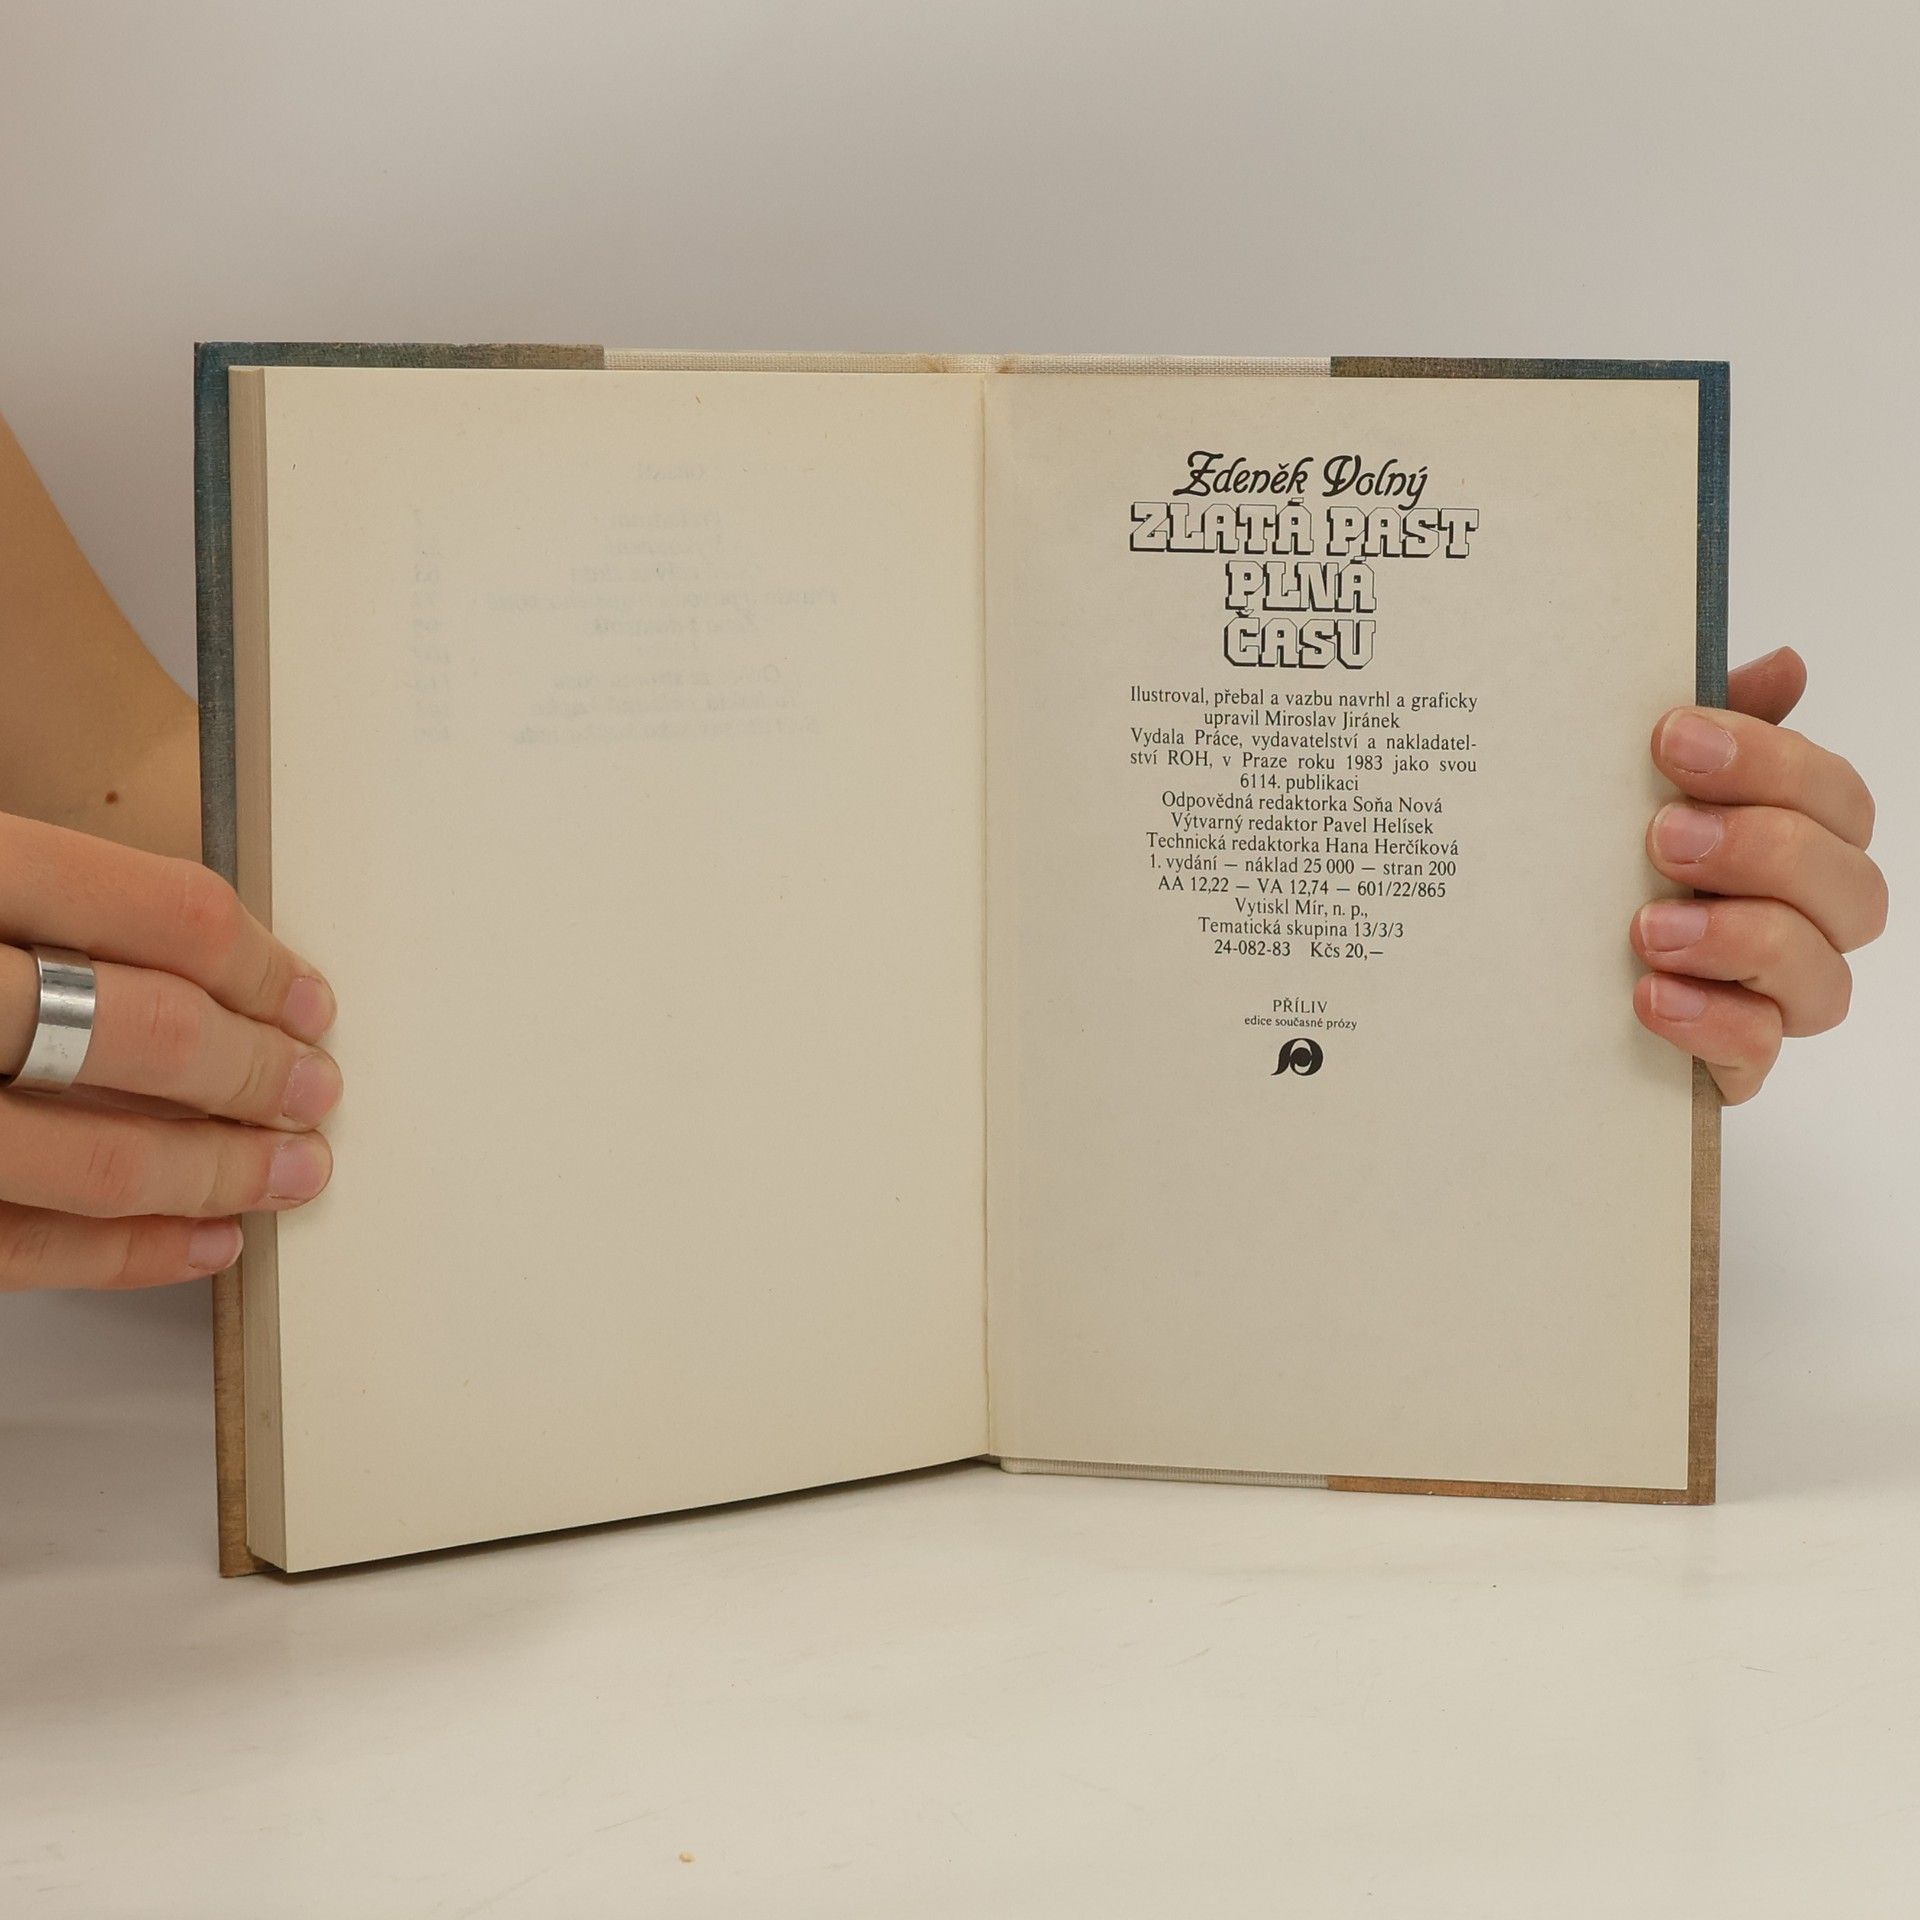 Zdeněk Volný
ZLATÁ PAST
PLNÁ
ČASU
Ilustroval, přebal a vazbu navrhl a graficky
upravil Miroslav Jiránek
Vydala Práce, vydavatelství a nakladatel-
ství ROH, v Praze roku 1983 jako svou
6114. publikaci
Odpovědná redaktorka Soňa Nová
Výtvarný redaktor Pavel Helísek
Technická redaktorka Hana Herčíková
1. vydání — náklad 25 000 — stran 200
AA 12,22 — VA 12,74 — 601/22/865
Vytiskl Mír, n. p.,
Tematická skupina 13/3/3
24-082-83 Kčs 20,—
PŘÍLIV
edice současné prózy